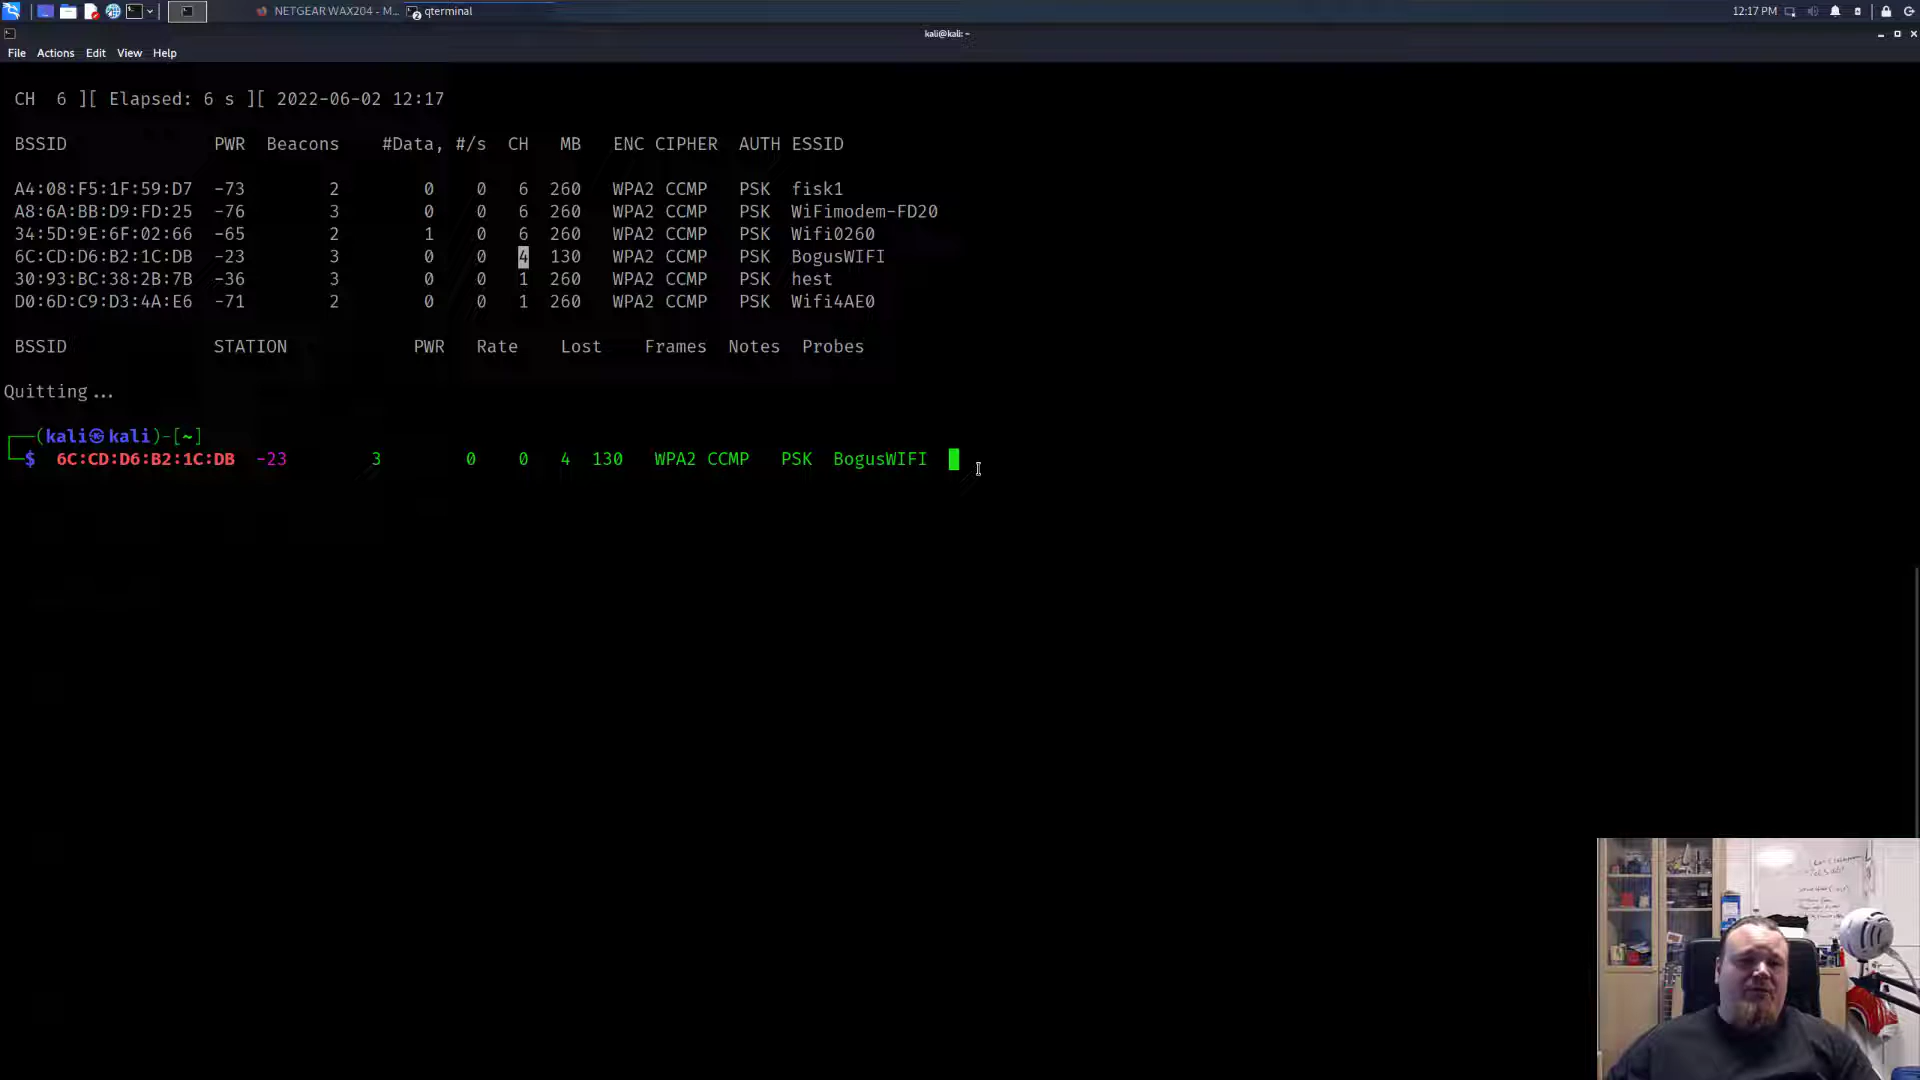 NETGEAR WAX204 - M... qterminal 12:17 PM
kali@kali: ~
File Actions Edit View Help
CH 6 ][ Elapsed: 6 s ][ 2022-06-02 12:17
BSSID PWR Beacons #Data, #/s CH MB ENC CIPHER AUTH ESSID
A4:08:F5:1F:59:D7 -73 2 0 0 6 260 WPA2 CCMP PSK fisk1
A8:6A:BB:D9:FD:25 -76 3 0 0 6 260 WPA2 CCMP PSK WiFimodem-FD20
34:5D:9E:6F:02:66 -65 2 1 0 6 260 WPA2 CCMP PSK Wifi0260
6C:CD:D6:B2:1C:DB -23 3 0 0 4 130 WPA2 CCMP PSK BogusWIFI
30:93:BC:38:2B:7B -36 3 0 0 1 260 WPA2 CCMP PSK hest
D0:6D:C9:D3:4A:E6 -71 2 0 0 1 260 WPA2 CCMP PSK Wifi4AE0
BSSID STATION PWR Rate Lost Frames Notes Probes
Quitting...
┌──(kali㉿kali)-[~]
└─$ 6C:CD:D6:B2:1C:DB -23 3 0 0 4 130 WPA2 CCMP PSK BogusWIFI